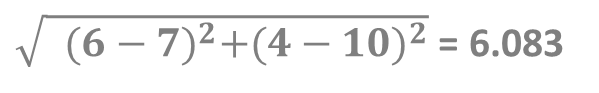 √(6 − 7)²+(4 − 10)² = 6.083